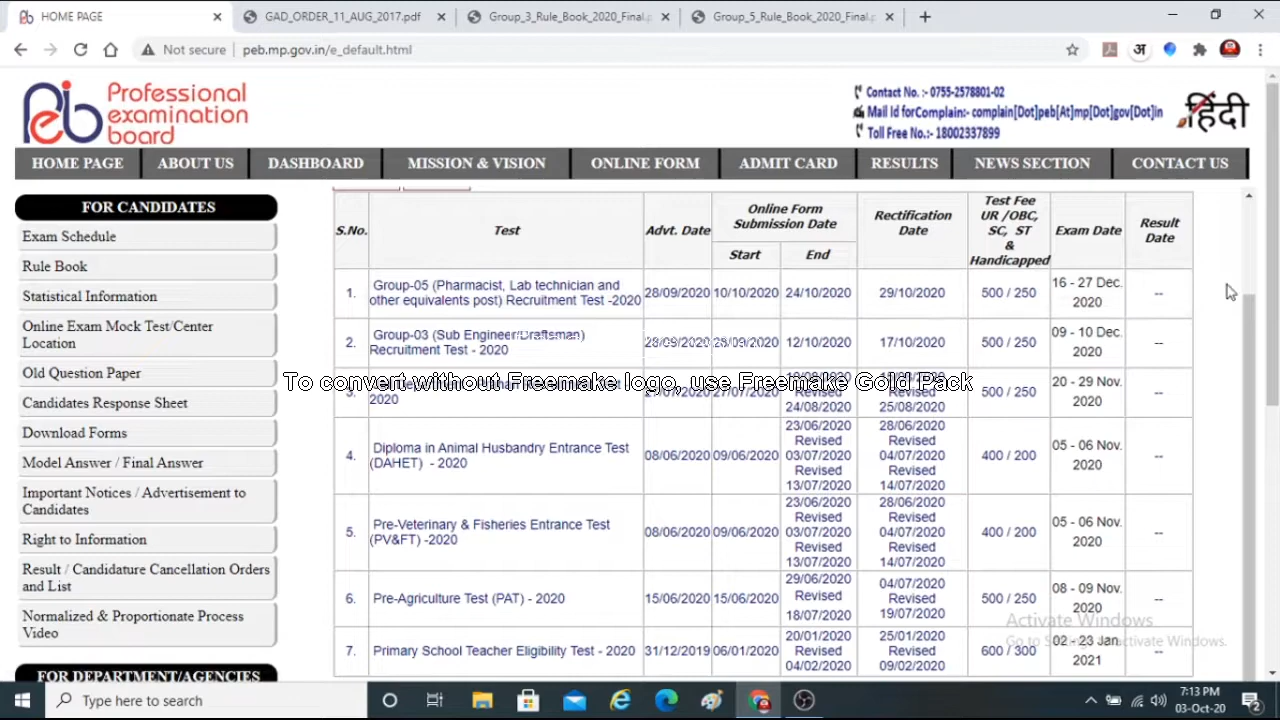 HOME PAGE
GAD_ORDER_11_AUG_2017.pdf
Group_3_Rule_Book_2020_Final.p
Group_5_Rule_Book_2020_Final.p
Not secure
peb.mp.gov.in/e_default.html
अ
Peb
Professional
examination
board
Contact No. :- 0755-2578801-02
Mail Id forComplain:- complain[Dot]peb[At]mp[Dot]gov[Dot]in
Toll Free No.:- 18002337899
हिंदी
HOME PAGE
ABOUT US
DASHBOARD
MISSION & VISION
ONLINE FORM
ADMIT CARD
RESULTS
NEWS SECTION
CONTACT US
FOR CANDIDATES
Exam Schedule
Rule Book
Statistical Information
Online Exam Mock Test/Center
Location
Old Question Paper
Candidates Response Sheet
Download Forms
Model Answer / Final Answer
Important Notices / Advertisement to
Candidates
Right to Information
Result / Candidature Cancellation Orders
and List
Normalized & Proportionate Process
Video
FOR DEPARTMENT/AGENCIES
S.No.
Test
Advt. Date
Online Form
Submission Date
Start
End
Rectification
Date
Test Fee
UR /OBC,
SC, ST
&
Handicapped
Exam Date
Result
Date
1.
Group-05 (Pharmacist, Lab technician and
other equivalents post) Recruitment Test -2020
28/09/2020
10/10/2020
24/10/2020
29/10/2020
500 / 250
16 - 27 Dec.
2020
--
2.
Group-03 (Sub Engineer/Draftsman)
Recruitment Test - 2020
28/09/2020
28/09/2020
12/10/2020
17/10/2020
500 / 250
09 - 10 Dec.
2020
--
3.
2020
27/07/2020
Revised
24/08/2020
Revised
25/08/2020
500 / 250
20 - 29 Nov.
2020
--
To convert without Freemake logo, use Freemake Gold Pack
4.
Diploma in Animal Husbandry Entrance Test
(DAHET) - 2020
08/06/2020
09/06/2020
23/06/2020
Revised
03/07/2020
Revised
13/07/2020
28/06/2020
Revised
04/07/2020
Revised
14/07/2020
400 / 200
05 - 06 Nov.
2020
--
5.
Pre-Veterinary & Fisheries Entrance Test
(PV&FT) -2020
08/06/2020
09/06/2020
23/06/2020
Revised
03/07/2020
Revised
13/07/2020
28/06/2020
Revised
04/07/2020
Revised
14/07/2020
400 / 200
05 - 06 Nov.
2020
--
6.
Pre-Agriculture Test (PAT) - 2020
15/06/2020
15/06/2020
29/06/2020
Revised
18/07/2020
04/07/2020
Revised
19/07/2020
500 / 250
08 - 09 Nov.
2020
--
7.
Primary School Teacher Eligibility Test - 2020
31/12/2019
06/01/2020
20/01/2020
Revised
04/02/2020
25/01/2020
Revised
09/02/2020
600 / 300
02 - 23 Jan
2021
--
Activate Windows
Go to Settings to activate Windows.
Type here to search
7:13 PM
03-Oct-20
2